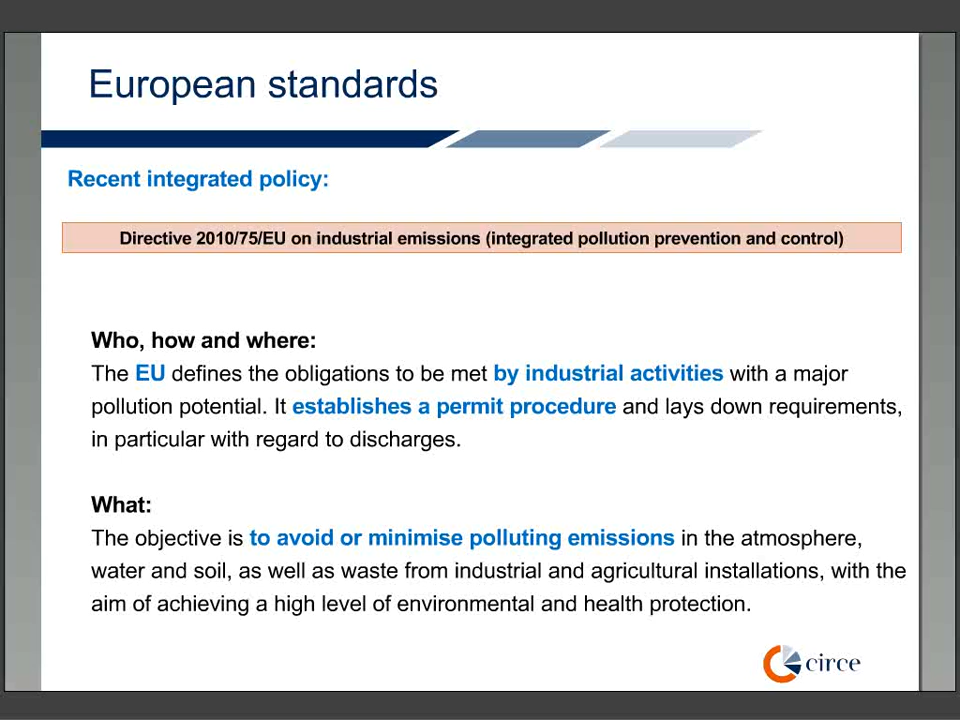 European standards
Recent integrated policy:
Directive 2010/75/EU on industrial emissions (integrated pollution prevention and control)
Who, how and where:
The EU defines the obligations to be met by industrial activities with a major
pollution potential. It establishes a permit procedure and lays down requirements,
in particular with regard to discharges.
What:
The objective is to avoid or minimise polluting emissions in the atmosphere,
water and soil, as well as waste from industrial and agricultural installations, with the
aim of achieving a high level of environmental and health protection.
circe